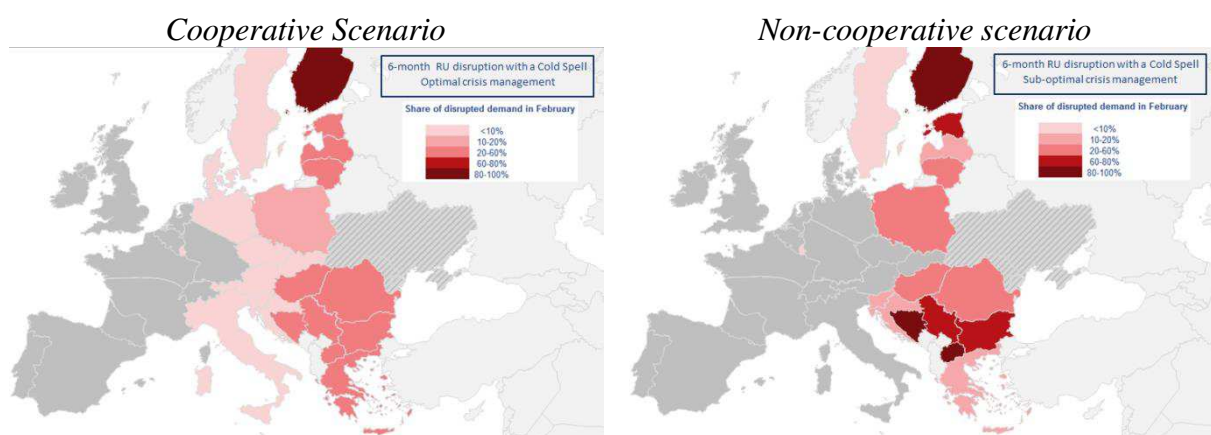 Cooperative Scenario
6-month RU disruption with a Cold Spell
Optimal crisis management
Share of disrupted demand in February
<10%
10-20%
20-60%
60-80%
80-100%
Non-cooperative scenario
6-month RU disruption with a Cold Spell
Sub-optimal crisis management
Share of disrupted demand in February
<10%
10-20%
20-60%
60-80%
80-100%